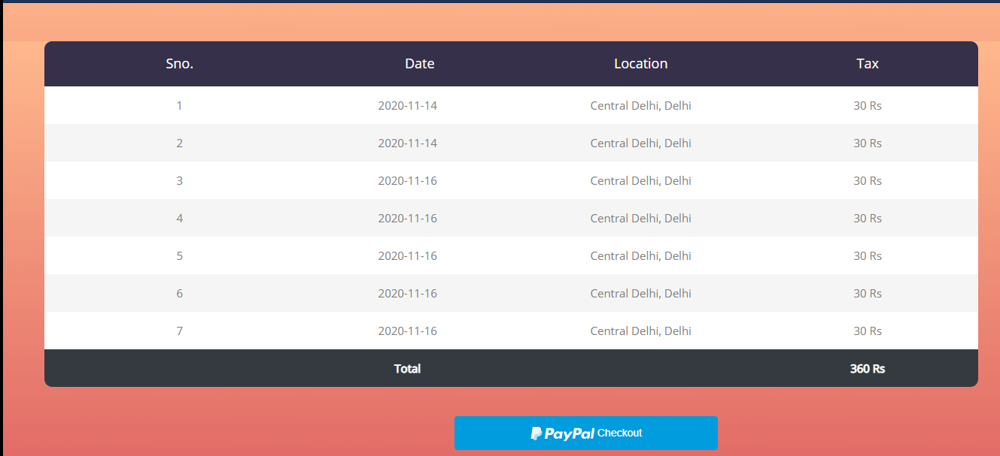 Sno. Date Location Tax
1 2020-11-14 Central Delhi, Delhi 30 Rs
2 2020-11-14 Central Delhi, Delhi 30 Rs
3 2020-11-16 Central Delhi, Delhi 30 Rs
4 2020-11-16 Central Delhi, Delhi 30 Rs
5 2020-11-16 Central Delhi, Delhi 30 Rs
6 2020-11-16 Central Delhi, Delhi 30 Rs
7 2020-11-16 Central Delhi, Delhi 30 Rs
Total 360 Rs
PayPal Checkout